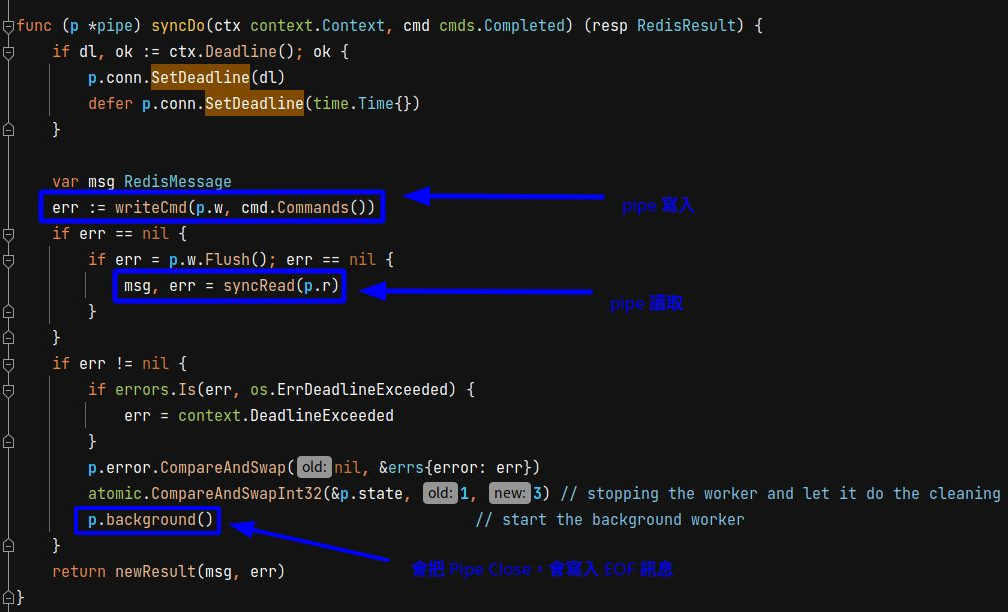 func (p *pipe) syncDo(ctx context.Context, cmd cmds.Completed) (resp RedisResult) {
if dl, ok := ctx.Deadline(); ok {
p.conn.SetDeadline(dl)
defer p.conn.SetDeadline(time.Time{})
}
var msg RedisMessage
err := writeCmd(p.w, cmd.Commands())
pipe 寫入
if err == nil {
if err = p.w.Flush(); err == nil {
msg, err = syncRead(p.r)
pipe 讀取
}
}
if err != nil {
if errors.Is(err, os.ErrDeadlineExceeded) {
err = context.DeadlineExceeded
}
p.error.CompareAndSwap( old: nil, &errs{error: err})
atomic.CompareAndSwapInt32(&p.state, old: 1, new: 3) // stopping the worker and let it do the cleaning
p.background() // start the background worker
}
會把 Pipe Close，會寫入 EOF 訊息
return newResult(msg, err)
}